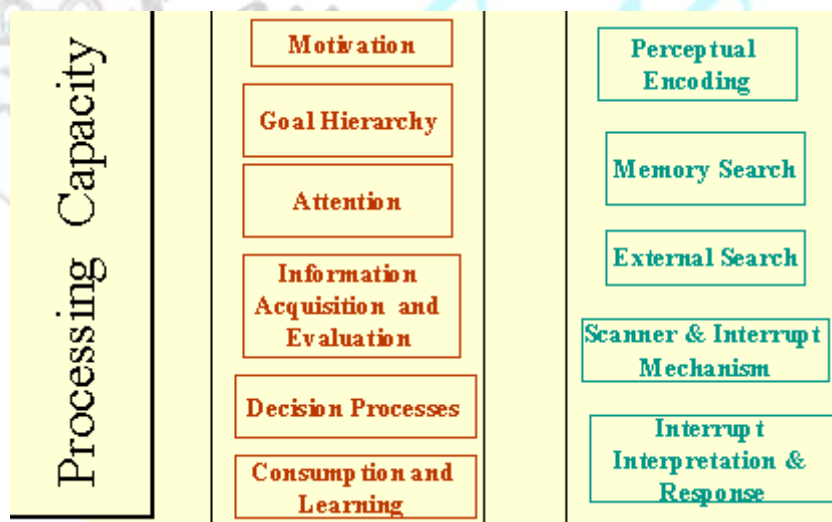 Processing Capacity
Motivation
Goal Hierarchy
Attention
Information
Acquisition and
Evaluation
Decision Processes
Consumption and
Learning
Perceptual
Encoding
Memory Search
External Search
Scanner & Interrupt
Mechanism
Interrupt
Interpretation &
Response